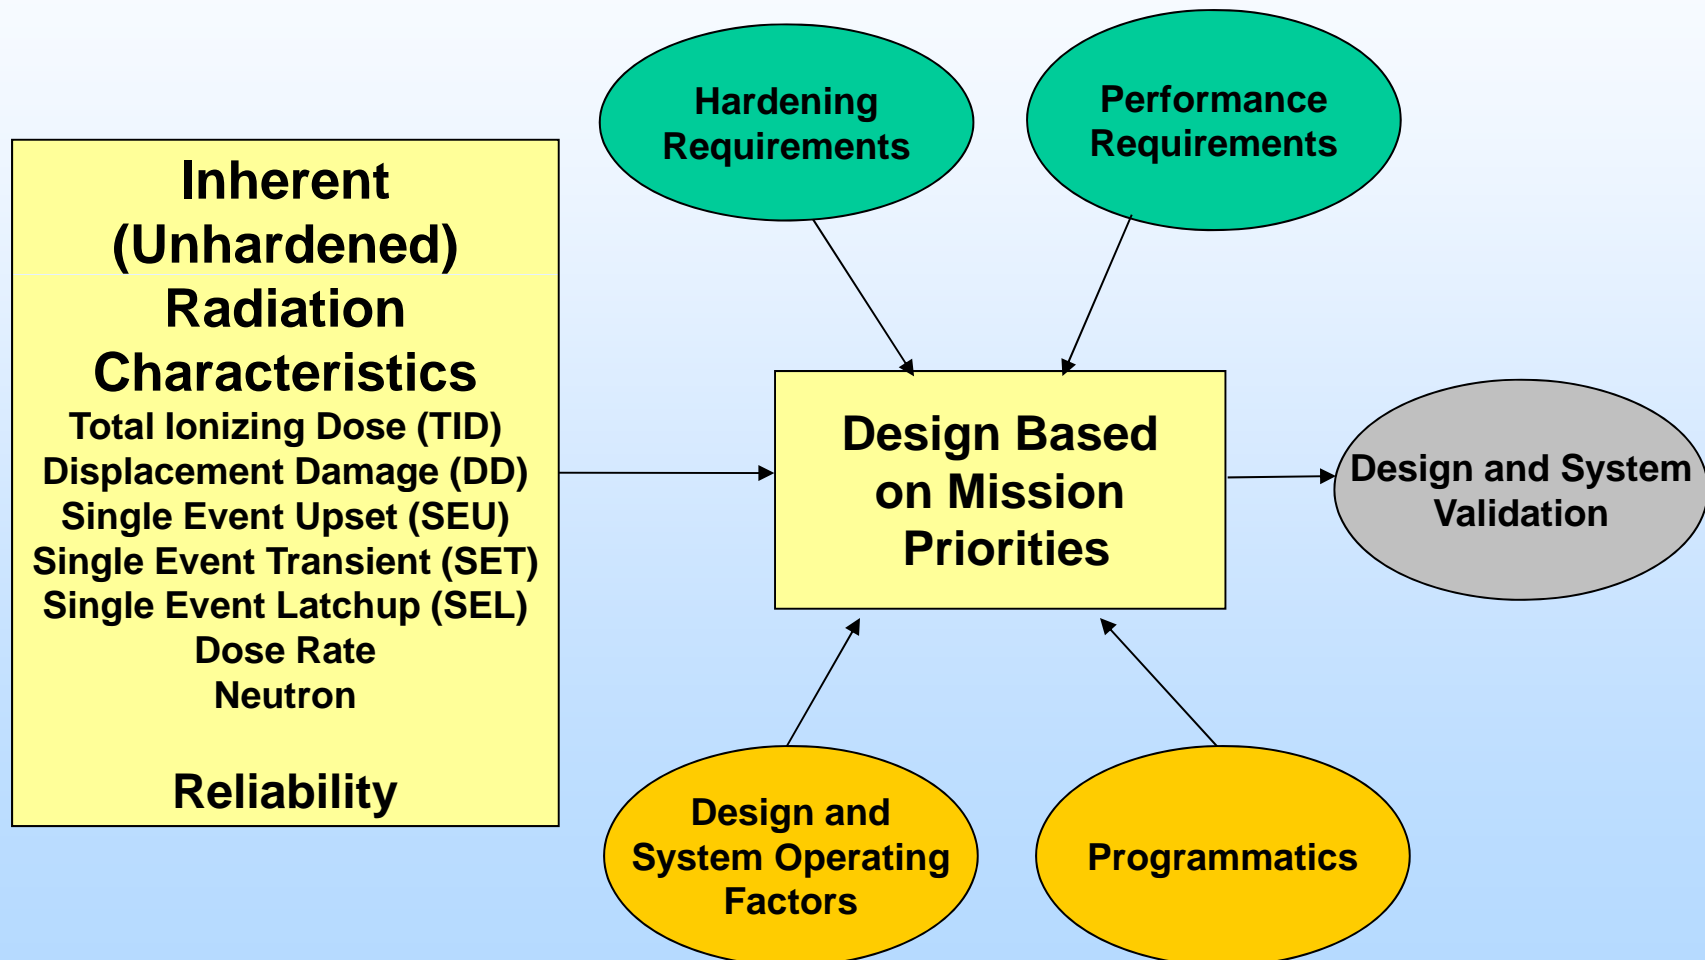 Hardening
Requirements
Performance
Requirements
Inherent
(Unhardened)
Radiation
Characteristics
Total Ionizing Dose (TID)
Displacement Damage (DD)
Single Event Upset (SEU)
Single Event Transient (SET)
Single Event Latchup (SEL)
Dose Rate
Neutron
Reliability
Design Based
on Mission
Priorities
Design and System
Validation
Design and
System Operating
Factors
Programmatics